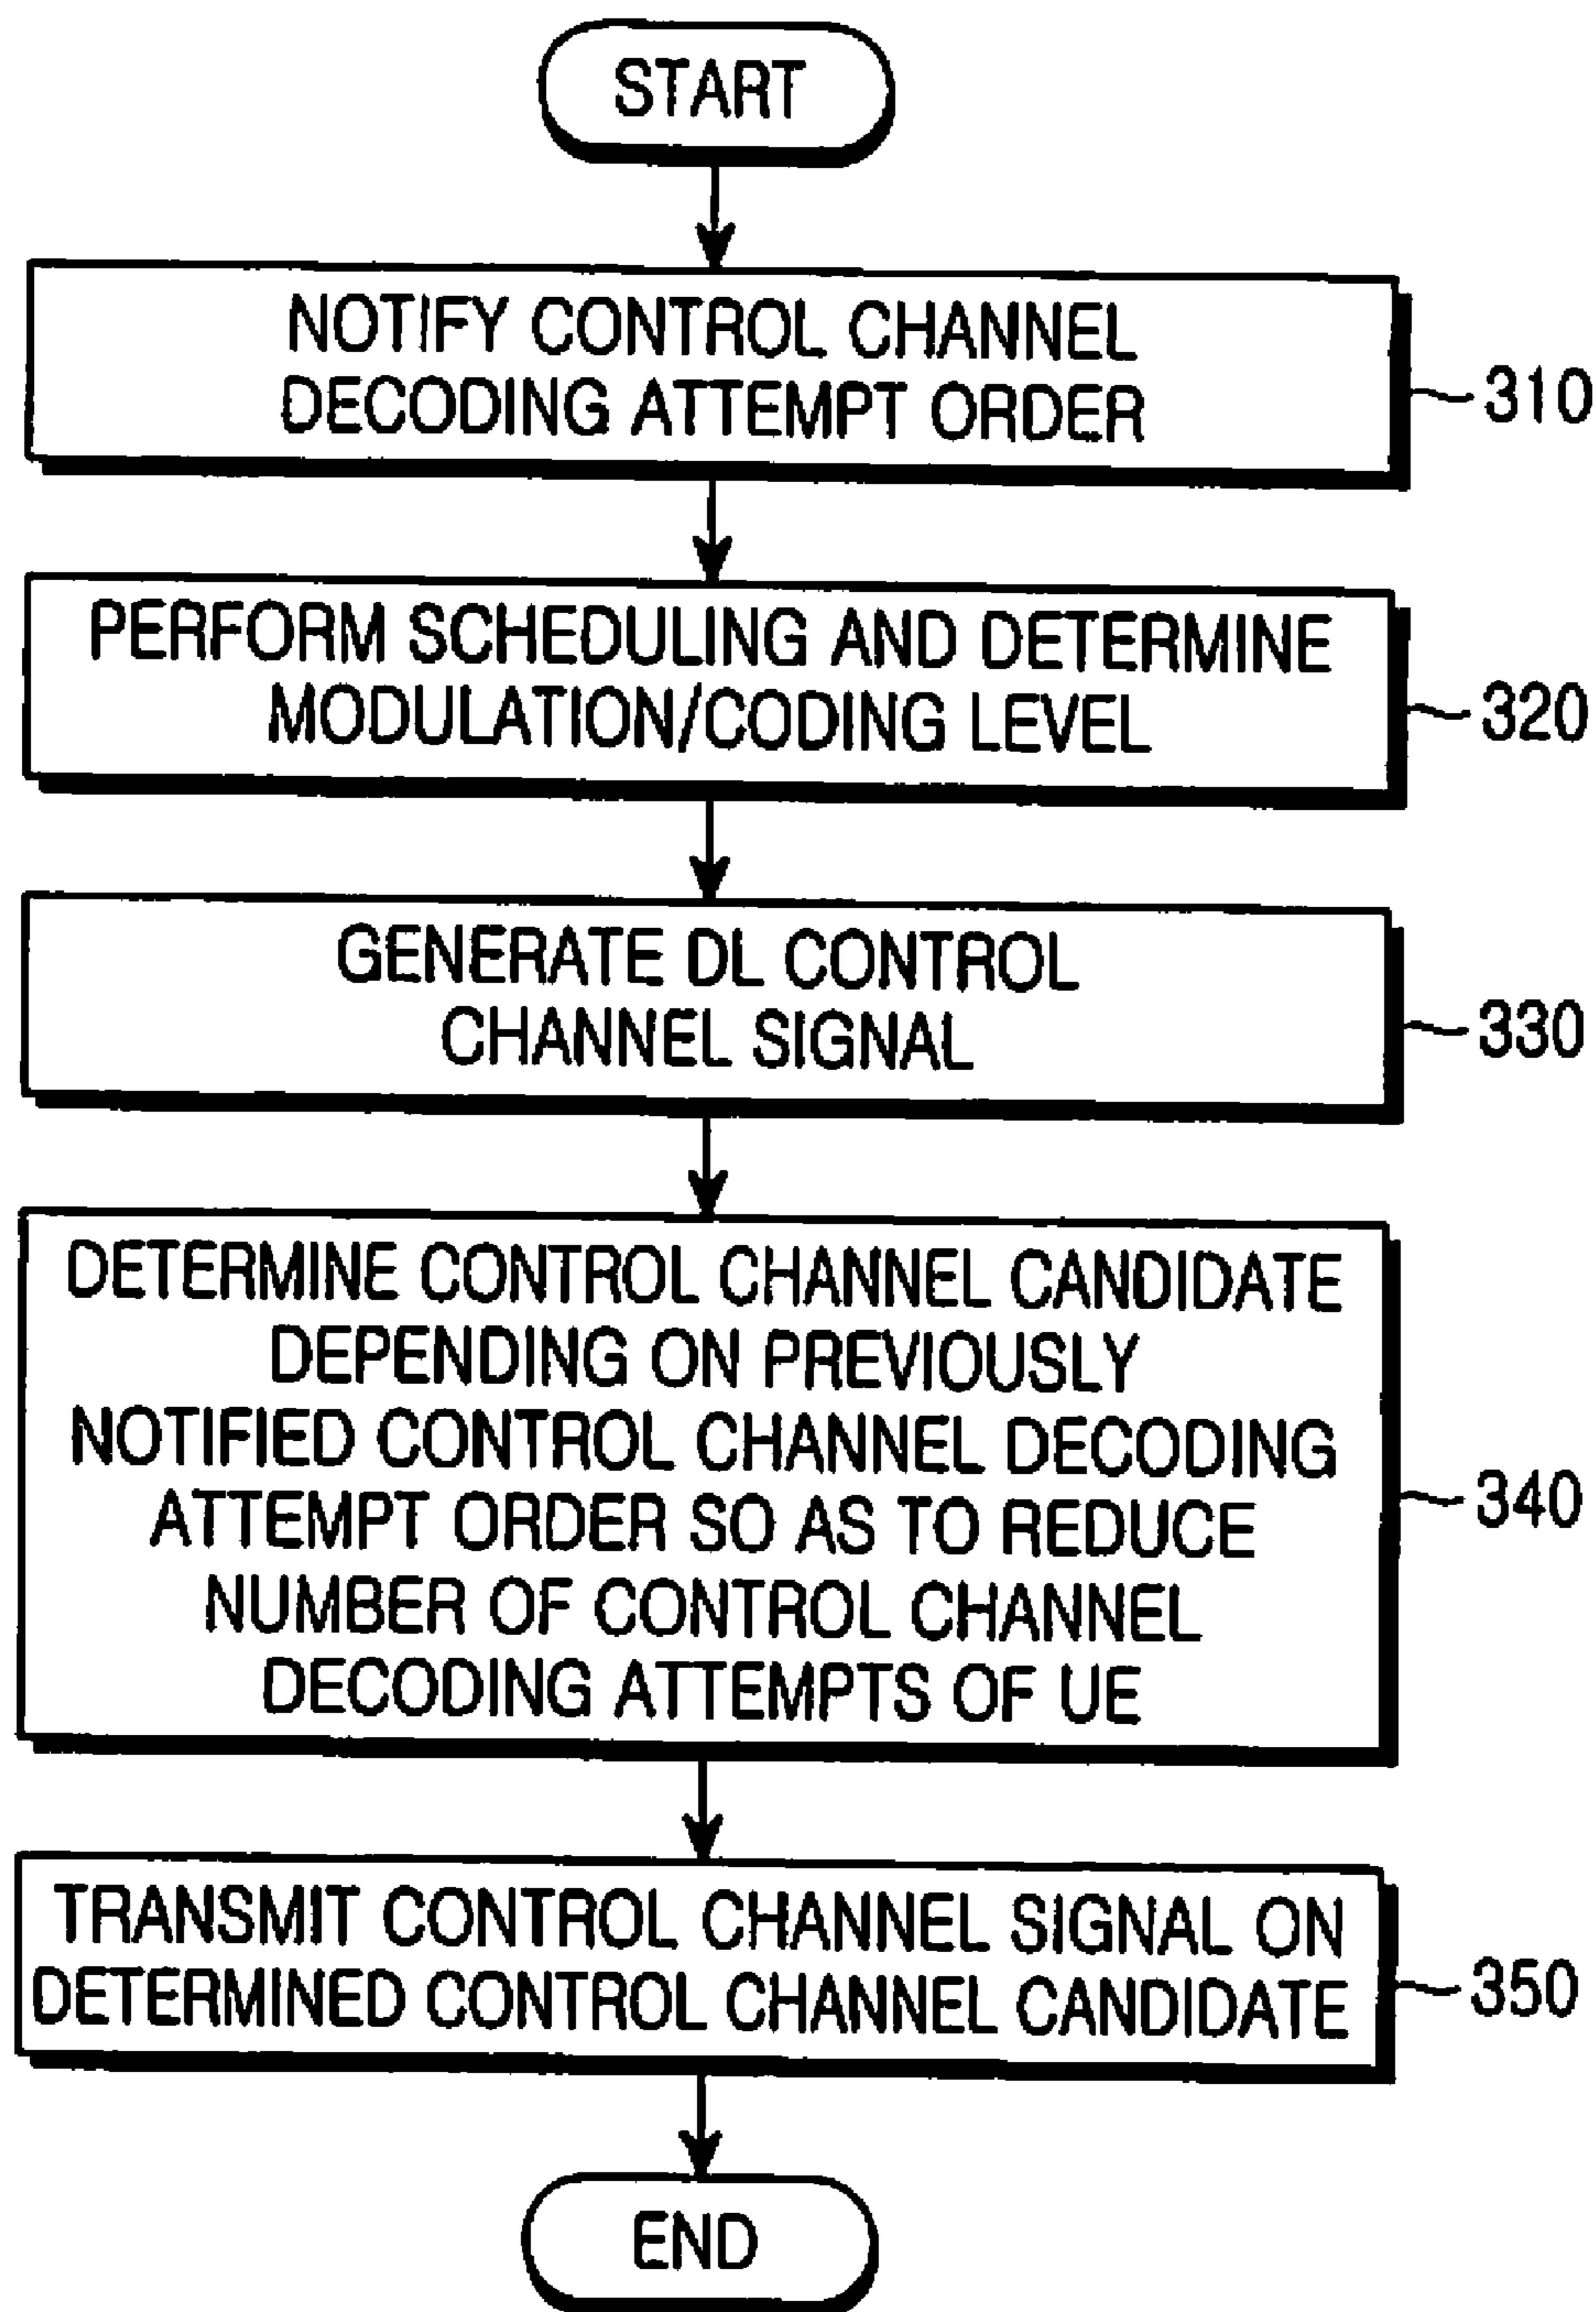 START
NOTIFY CONTROL CHANNEL
DECODING ATTEMPT ORDER
310
PERFORM SCHEDULING AND DETERMINE
MODULATION/CODING LEVEL
320
GENERATE DL CONTROL
CHANNEL SIGNAL
330
DETERMINE CONTROL CHANNEL CANDIDATE
DEPENDING ON PREVIOUSLY
NOTIFIED CONTROL CHANNEL DECODING
ATTEMPT ORDER SO AS TO REDUCE
NUMBER OF CONTROL CHANNEL
DECODING ATTEMPTS OF UE
340
TRANSMIT CONTROL CHANNEL SIGNAL ON
DETERMINED CONTROL CHANNEL CANDIDATE
350
END